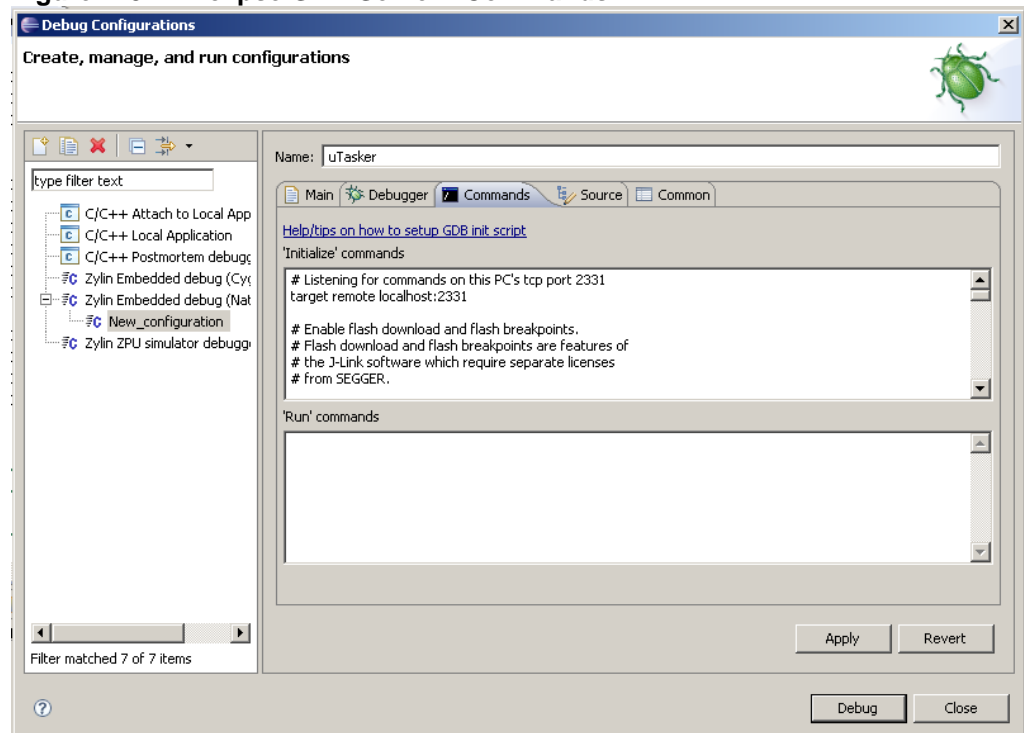 Debug Configurations
Create, manage, and run configurations
type filter text
C/C++ Attach to Local App
C/C++ Local Application
C/C++ Postmortem debugg
Zylin Embedded debug (Cyg
Zylin Embedded debug (Nat
New_configuration
Zylin ZPU simulator debugg
Filter matched 7 of 7 items
Name: uTasker
Main Debugger Commands Source Common
Help/tips on how to setup GDB init script
'Initialize' commands
# Listening for commands on this PC's tcp port 2331
target remote localhost:2331
# Enable flash download and flash breakpoints.
# Flash download and flash breakpoints are features of
# the J-Link software which require separate licenses
# from SEGGER.
'Run' commands
Apply Revert
Debug Close